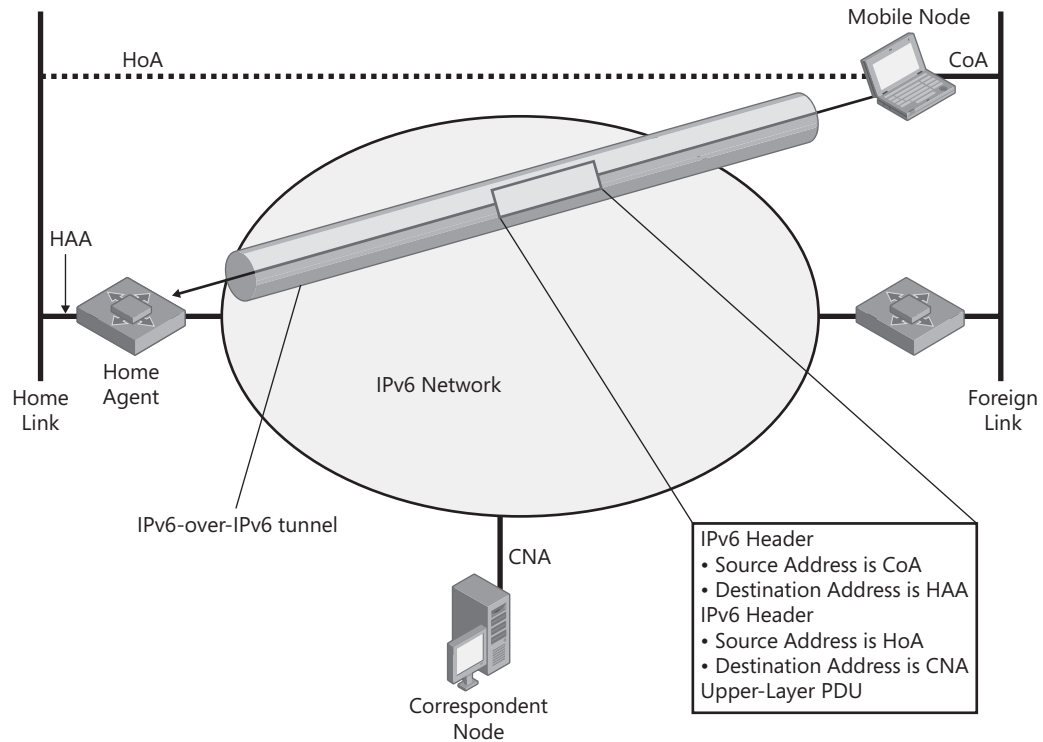 Mobile Node
HoA
CoA
HAA
Home
Agent
Home
Link
IPv6 Network
Foreign
Link
IPv6-over-IPv6 tunnel
CNA
IPv6 Header
• Source Address is CoA
• Destination Address is HAA
IPv6 Header
• Source Address is HoA
• Destination Address is CNA
Upper-Layer PDU
Correspondent
Node